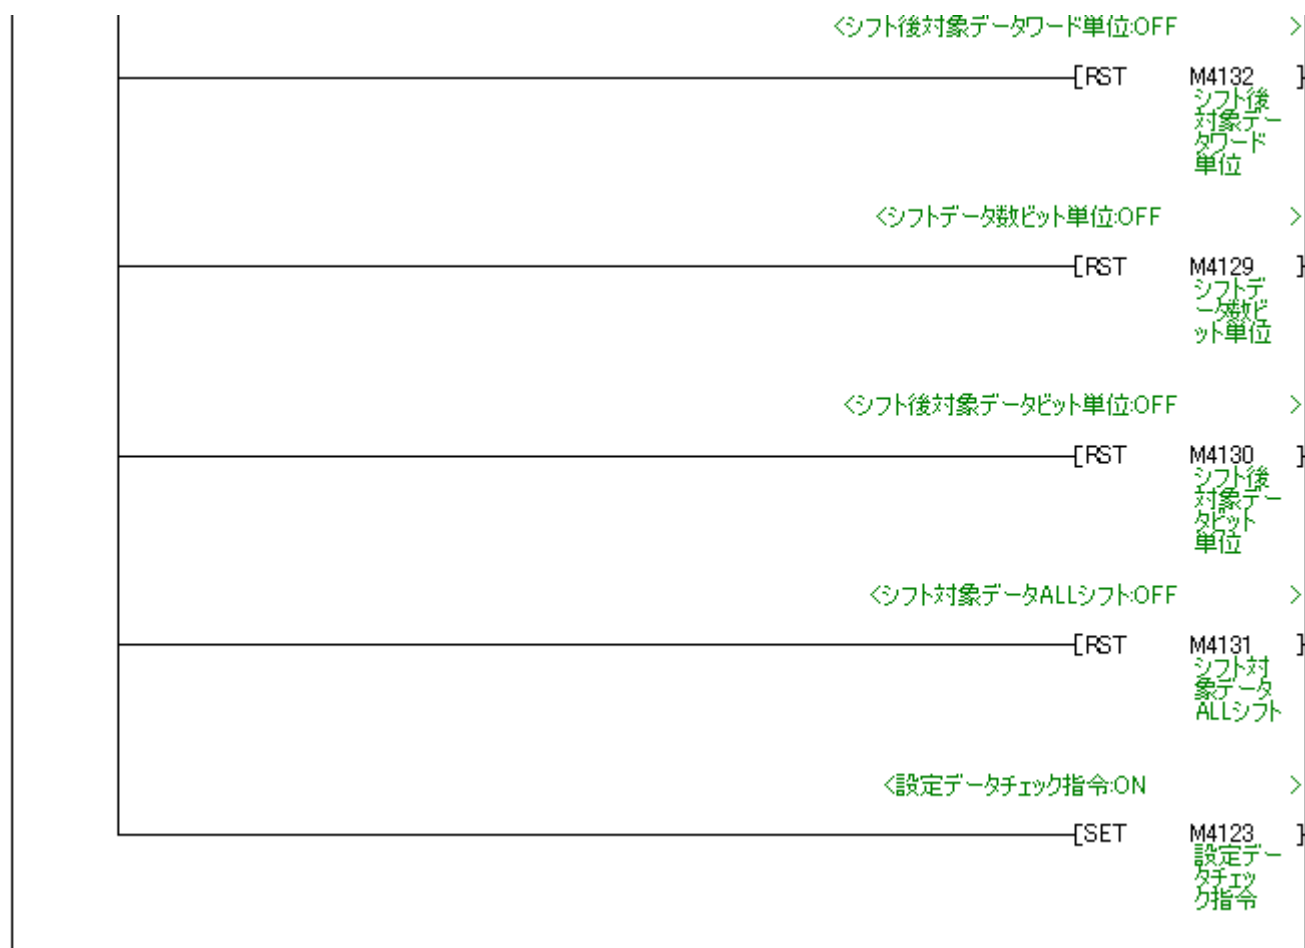 <シフト後対象データワード単位:OFF >
[RST M4132 ]
シフト後
対象デー
タワード
単位
<シフトデータ数ビット単位:OFF >
[RST M4129 ]
シフトデ
ータ数ビ
ット単位
<シフト後対象データビット単位:OFF >
[RST M4130 ]
シフト後
対象デー
タビット
単位
<シフト対象データALLシフト:OFF >
[RST M4131 ]
シフト対
象データ
ALLシフト
<設定データチェック指令:ON >
[SET M4123 ]
設定デー
タチェッ
ク指令